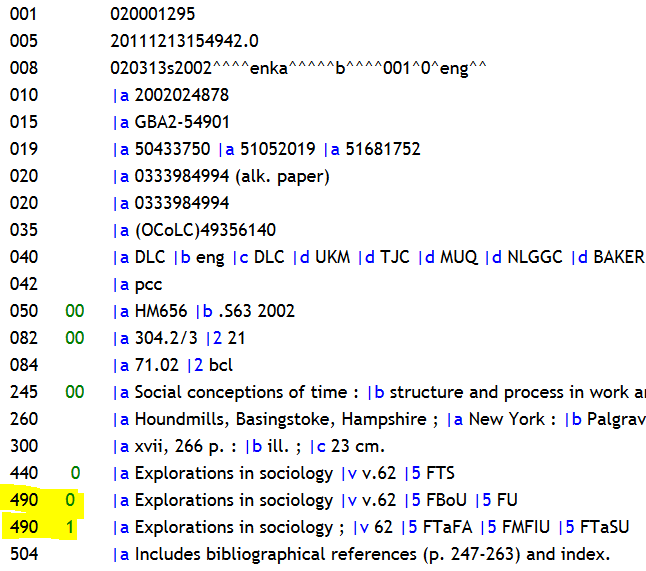 001 020001295
005 20111213154942.0
008 020313s2002^^^^enka^^^^^b^^^^001^0^eng^^
010 |a 2002024878
015 |a GBA2-54901
019 |a 50433750 |a 51052019 |a 51681752
020 |a 0333984994 (alk. paper)
020 |a 0333984994
035 |a (OCoLC)49356140
040 |a DLC |b eng |c DLC |d UKM |d TJC |d MUQ |d NLGGC |d BAKER
042 |a pcc
050 00 |a HM656 |b .S63 2002
082 00 |a 304.2/3 |2 21
084 |a 71.02 |2 bcl
245 00 |a Social conceptions of time : |b structure and process in work
260 |a Houndmills, Basingstoke, Hampshire ; |a New York : |b Palgrav
300 |a xvii, 266 p. : |b ill. ; |c 23 cm.
440 0 |a Explorations in sociology |v v.62 |5 FTS
490 0 |a Explorations in sociology |v v.62 |5 FBoU |5 FU
490 1 |a Explorations in sociology ; |v 62 |5 FTaFA |5 FMFIU |5 FTaSU
504 |a Includes bibliographical references (p. 247-263) and index.